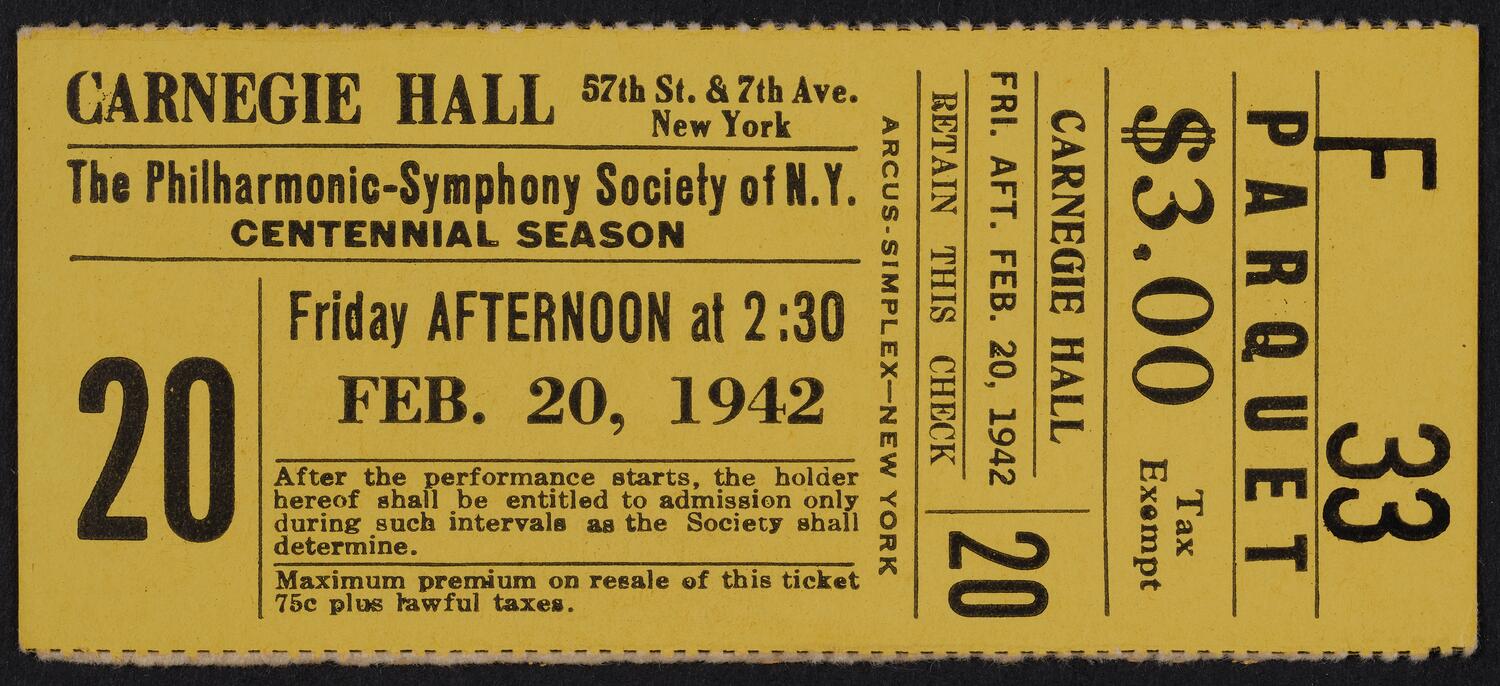 CARNEGIE HALL
57th St. & 7th Ave.
New York
The Philharmonic-Symphony Society of N.Y.
CENTENNIAL SEASON
20
Friday AFTERNOON at 2:30
FEB. 20, 1942
After the performance starts, the holder
hereof shall be entitled to admission only
during such intervals as the Society shall
determine.
Maximum premium on resale of this ticket
75c plus lawful taxes.
ARCUS-SIMPLEX—NEW YORK
F 33
PARQUET
$3.00 Tax
Exempt
CARNEGIE HALL
FRI. AFT. FEB. 20, 1942
RETAIN THIS CHECK
20